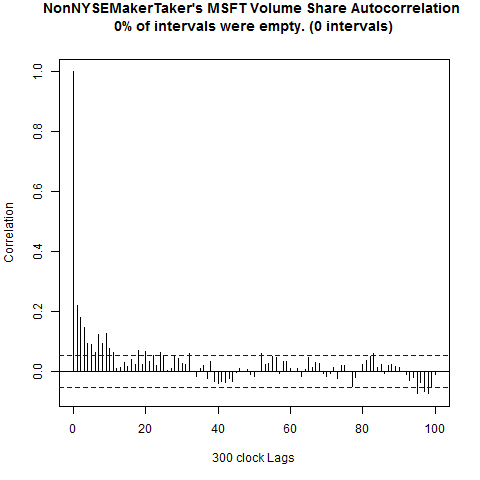 NonNYSEMakerTaker's MSFT Volume Share Autocorrelation
0% of intervals were empty. (0 intervals)
1.0
0.8
0.6
0.4
0.2
0.0
Correlation
0 20 40 60 80 100
300 clock Lags